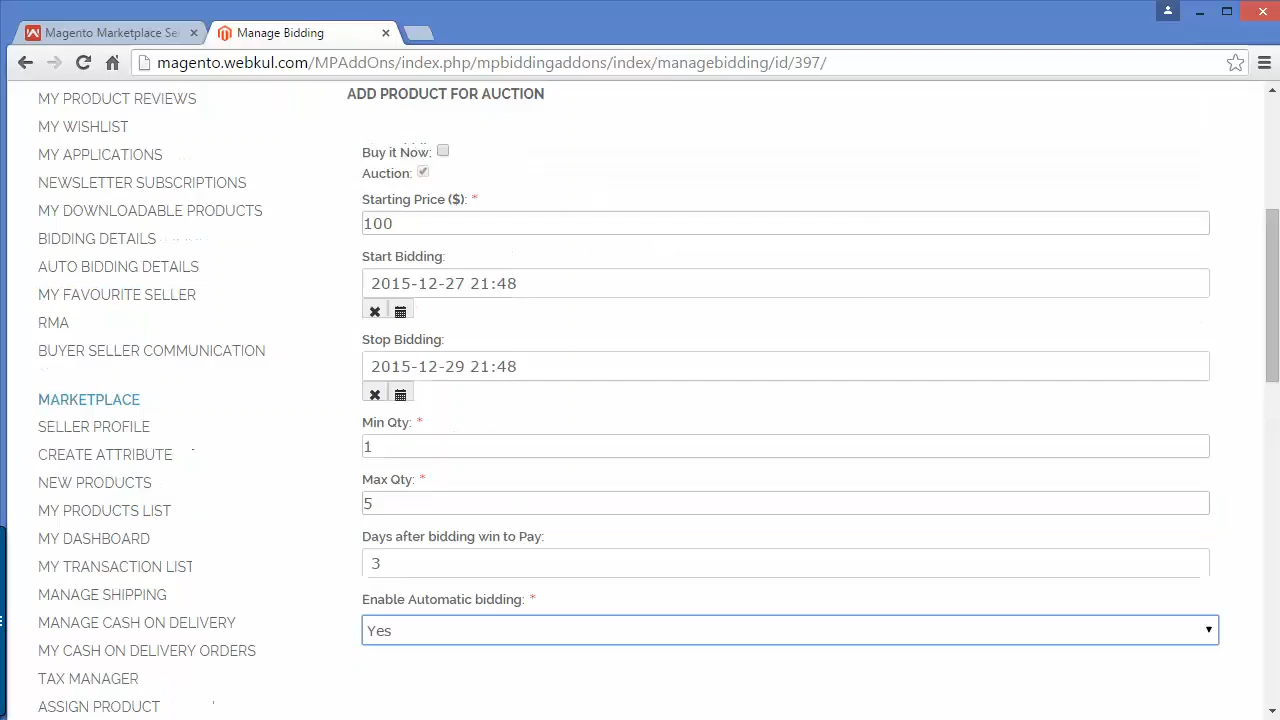 Magento Marketplace Se
Manage Bidding
magento.webkul.com/MPAddOns/index.php/mpbiddingaddons/index/managebidding/id/397/
MY PRODUCT REVIEWS
MY WISHLIST
MY APPLICATIONS
NEWSLETTER SUBSCRIPTIONS
MY DOWNLOADABLE PRODUCTS
BIDDING DETAILS
AUTO BIDDING DETAILS
MY FAVOURITE SELLER
RMA
BUYER SELLER COMMUNICATION
MARKETPLACE
SELLER PROFILE
CREATE ATTRIBUTE
NEW PRODUCTS
MY PRODUCTS LIST
MY DASHBOARD
MY TRANSACTION LIST
MANAGE SHIPPING
MANAGE CASH ON DELIVERY
MY CASH ON DELIVERY ORDERS
TAX MANAGER
ASSIGN PRODUCT
ADD PRODUCT FOR AUCTION
Buy it Now:
Auction:
Starting Price ($): *
100
Start Bidding:
2015-12-27 21:48
Stop Bidding:
2015-12-29 21:48
Min Qty: *
1
Max Qty: *
5
Days after bidding win to Pay:
3
Enable Automatic bidding: *
Yes